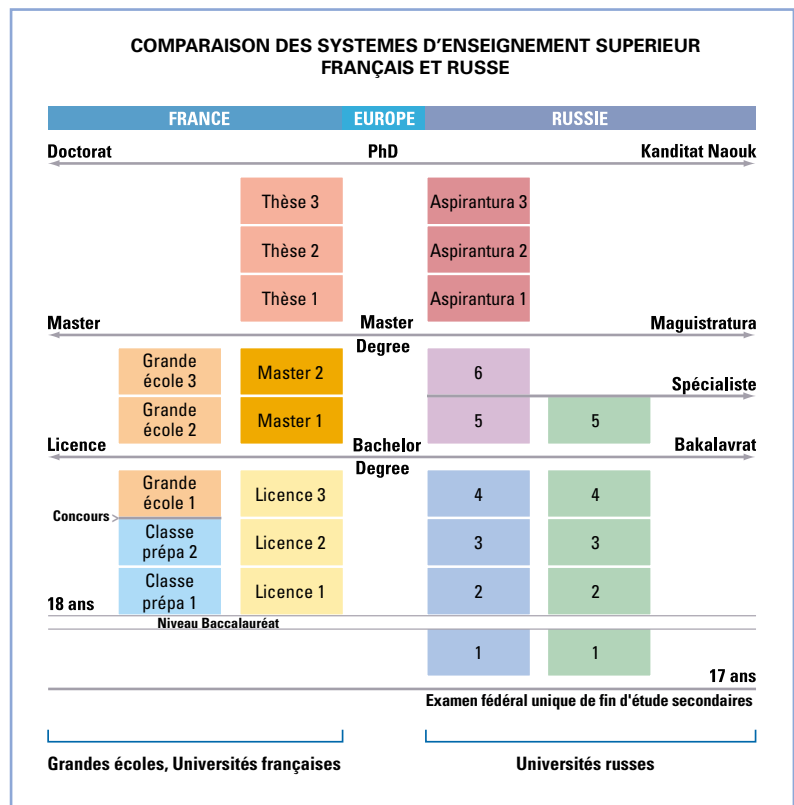 COMPARAISON DES SYSTEMES D'ENSEIGNEMENT SUPERIEUR
FRANÇAIS ET RUSSE
FRANCE EUROPE RUSSIE
Doctorat PhD Kanditat Naouk
Thèse 3 Aspirantura 3
Thèse 2 Aspirantura 2
Thèse 1 Aspirantura 1
Master Master Maguistratura
Degree
Grande
école 3 Master 2 6
Spécialiste
Grande
école 2 Master 1 5 5
Licence Bachelor Bakalavrat
Degree
Grande
école 1 Licence 3 4 4
Concours
Classe
prépa 2 Licence 2 3 3
Classe
prépa 1 Licence 1 2 2
18 ans
Niveau Baccalauréat
1 1
17 ans
Examen fédéral unique de fin d'étude secondaires
Grandes écoles, Universités françaises Universités russes